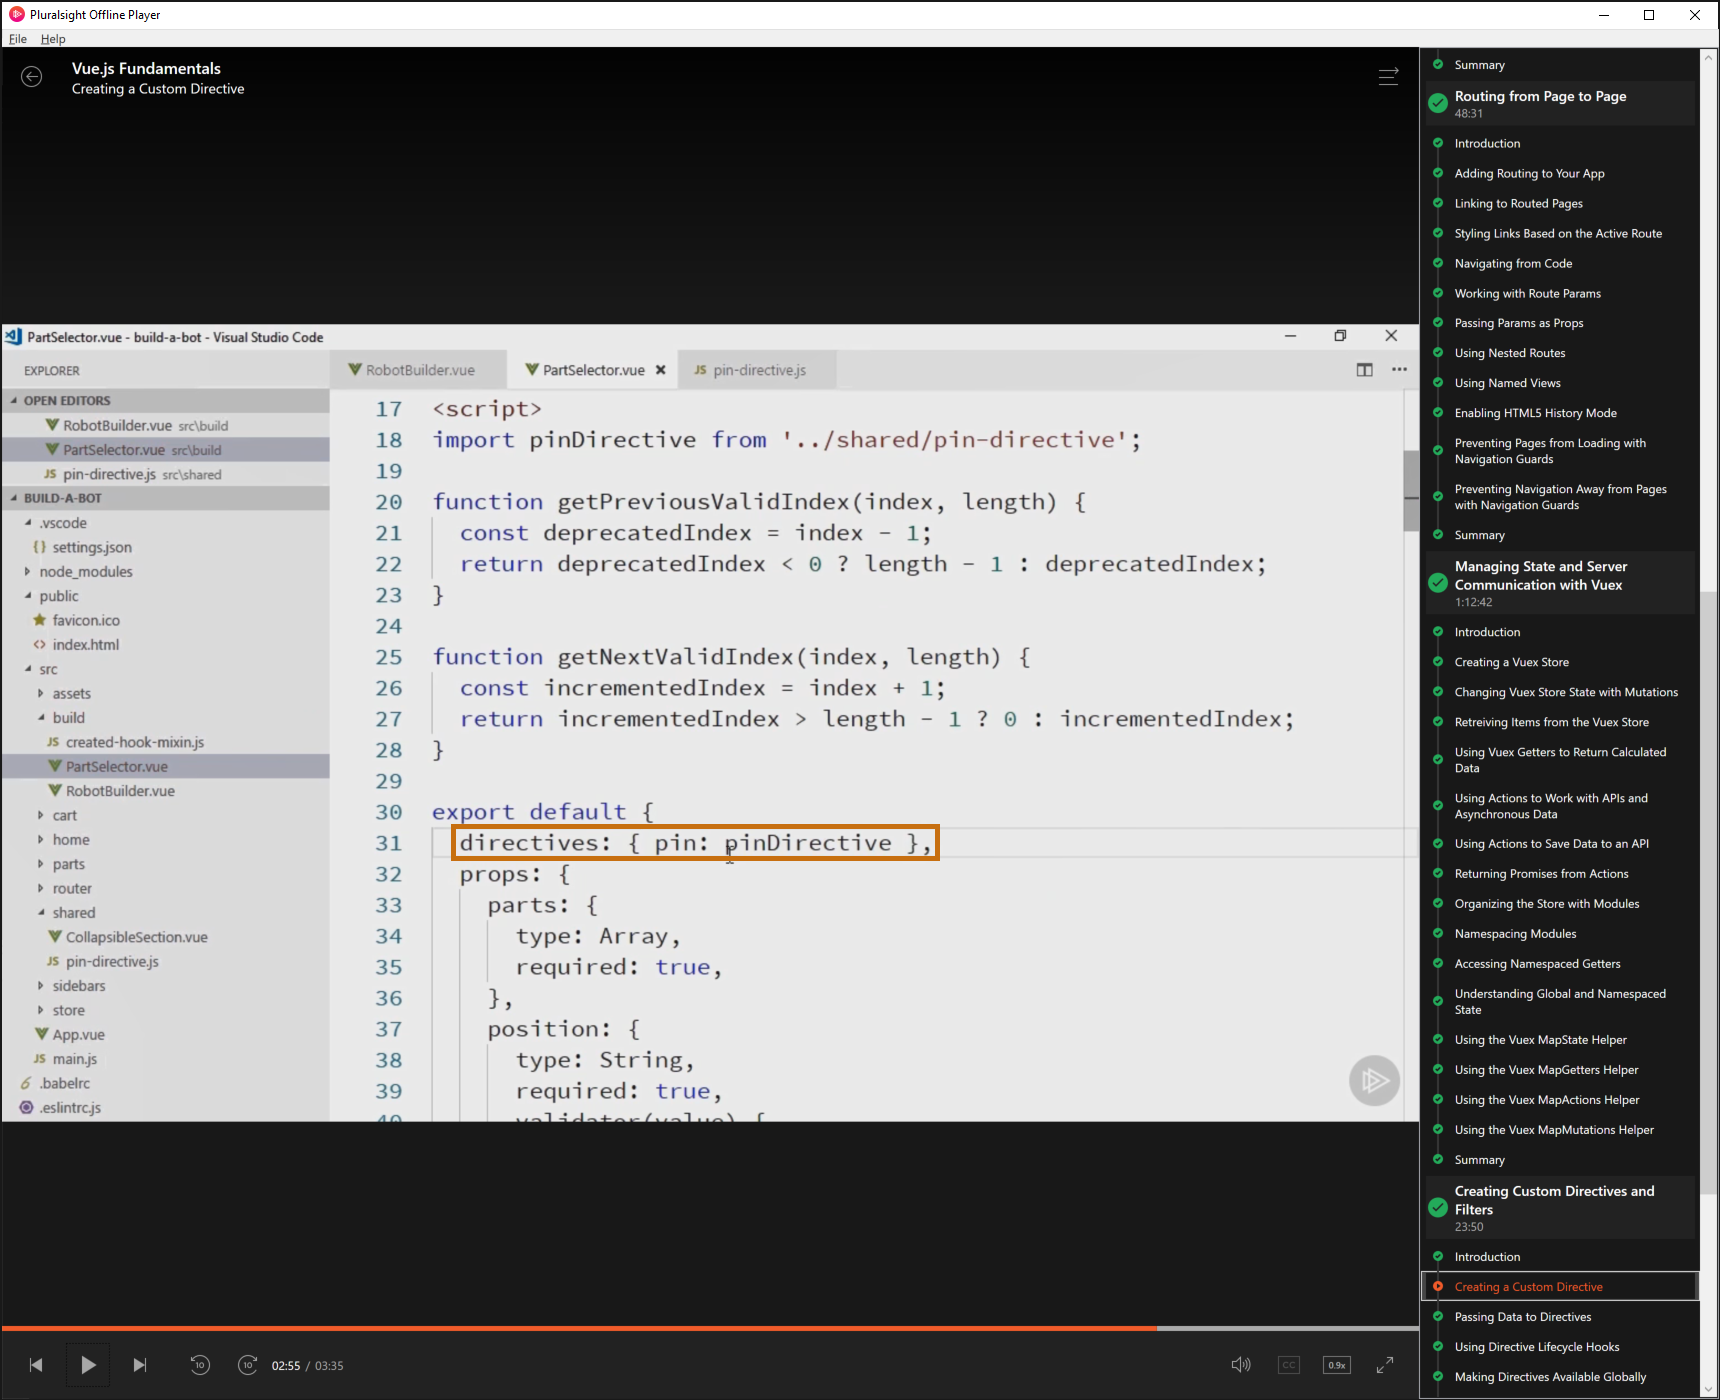 Pluralsight Offline Player
File Help
Vue.js Fundamentals
Creating a Custom Directive
PartSelector.vue - build-a-bot - Visual Studio Code
EXPLORER
OPEN EDITORS
RobotBuilder.vue src\build
PartSelector.vue src\build
JS pin-directive.js src\shared
BUILD-A-BOT
.vscode
{} settings.json
node_modules
public
favicon.ico
<> index.html
src
assets
build
JS created-hook-mixin.js
PartSelector.vue
RobotBuilder.vue
cart
home
parts
router
shared
CollapsibleSection.vue
JS pin-directive.js
sidebars
store
App.vue
JS main.js
6 .babelrc
.eslintrc.js
RobotBuilder.vue PartSelector.vue JS pin-directive.js
17 <script>
18 import pinDirective from '../shared/pin-directive';
19
20 function getPreviousValidIndex(index, length) {
21 const deprecatedIndex = index - 1;
22 return deprecatedIndex < 0 ? length - 1 : deprecatedIndex;
23 }
24
25 function getNextValidIndex(index, length) {
26 const incrementedIndex = index + 1;
27 return incrementedIndex > length - 1 ? 0 : incrementedIndex;
28 }
29
30 export default {
31 directives: { pin: pinDirective },
32 props: {
33 parts: {
34 type: Array,
35 required: true,
36 },
37 position: {
38 type: String,
39 required: true,
40 validator(value) {
10 10 02:55 / 03:35
CC 0.9x
Summary
Routing from Page to Page
48:31
Introduction
Adding Routing to Your App
Linking to Routed Pages
Styling Links Based on the Active Route
Navigating from Code
Working with Route Params
Passing Params as Props
Using Nested Routes
Using Named Views
Enabling HTML5 History Mode
Preventing Pages from Loading with
Navigation Guards
Preventing Navigation Away from Pages
with Navigation Guards
Summary
Managing State and Server
Communication with Vuex
1:12:42
Introduction
Creating a Vuex Store
Changing Vuex Store State with Mutations
Retreiving Items from the Vuex Store
Using Vuex Getters to Return Calculated
Data
Using Actions to Work with APIs and
Asynchronous Data
Using Actions to Save Data to an API
Returning Promises from Actions
Organizing the Store with Modules
Namespacing Modules
Accessing Namespaced Getters
Understanding Global and Namespaced
State
Using the Vuex MapState Helper
Using the Vuex MapGetters Helper
Using the Vuex MapActions Helper
Using the Vuex MapMutations Helper
Summary
Creating Custom Directives and
Filters
23:50
Introduction
Creating a Custom Directive
Passing Data to Directives
Using Directive Lifecycle Hooks
Making Directives Available Globally